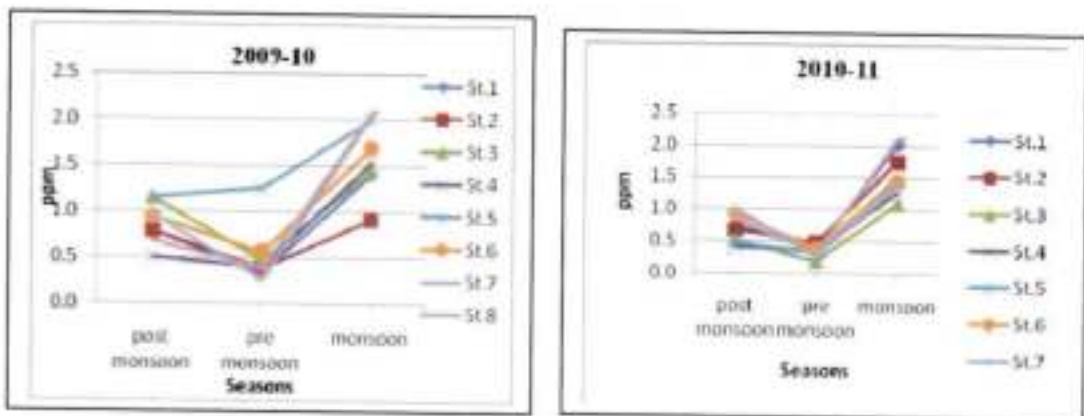 2009-10
2.5
2.0
1.5
1.0
0.5
0.0
ppm
post monsoon
pre monsoon
monsoon
Seasons
St.1
St.2
St.3
St.4
St.5
St.6
St.7
St.8
2010-11
2.5
2.0
1.5
1.0
0.5
0.0
ppm
post monsoon
pre monsoon
monsoon
Seasons
St.1
St.2
St.3
St.4
St.5
St.6
St.7